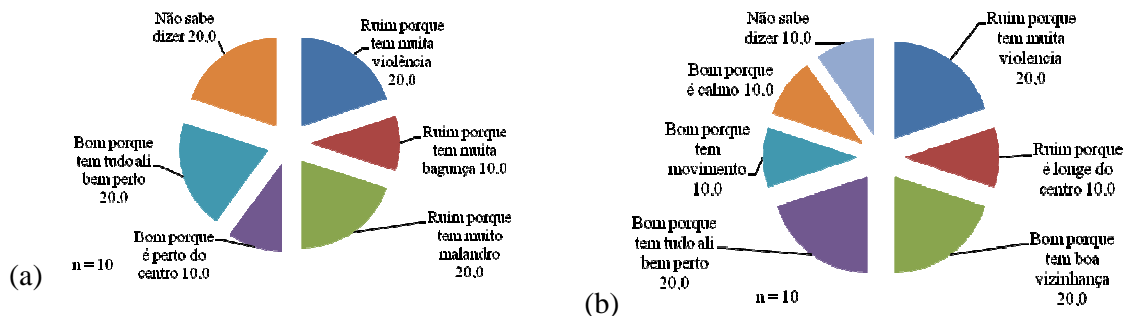 Não sabe
dizer 20,0
Ruim porque
tem muita
violência
20,0
Ruim porque
tem muita
bagunça 10,0
Ruim porque
tem muito
malandro
20,0
Bom porque
é perto do
centro 10,0
Bom porque
tem tudo ali
bem perto
20,0
(a)
n = 10
Não sabe
dizer 10,0
Ruim porque
tem muita
violencia
20,0
Ruim porque
é longe do
centro 10,0
Bom porque
tem boa
vizinhança
20,0
Bom porque
tem tudo ali
bem perto
20,0
Bom porque
tem
movimento
10,0
Bom porque
é calmo 10,0
(b)
n = 10